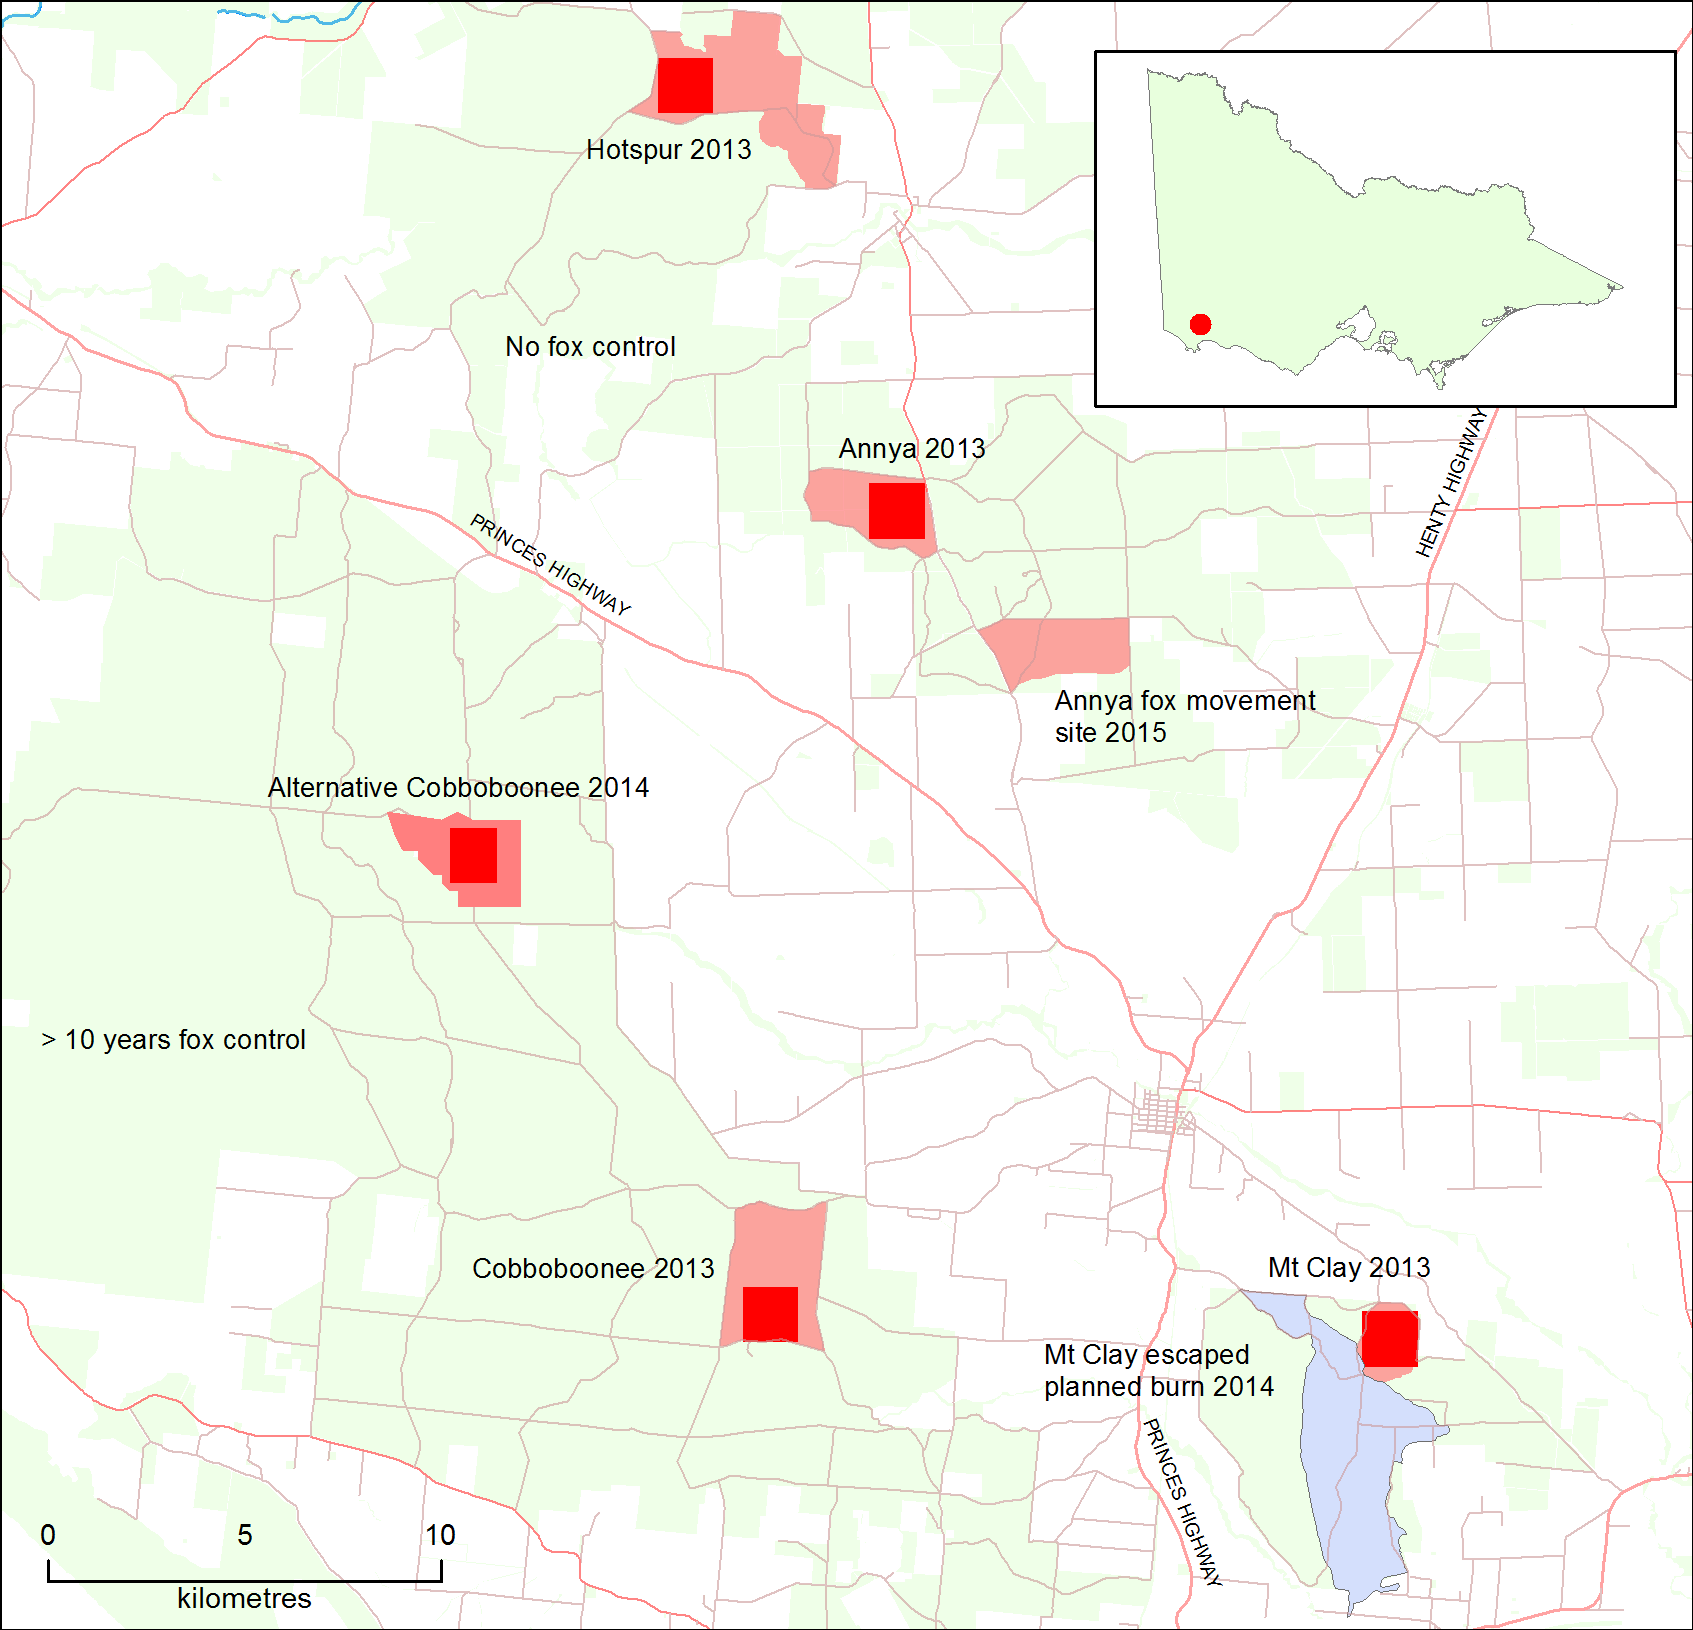 Hotspur 2013
No fox control
HENTY HIGHWAY
Annya 2013
PRINCES HIGHWAY
Annya fox movement
site 2015
Alternative Cobboboonee 2014
> 10 years fox control
Cobboboonee 2013
Mt Clay 2013
Mt Clay escaped
planned burn 2014
PRINCES HIGHWAY
0 5 10
kilometres